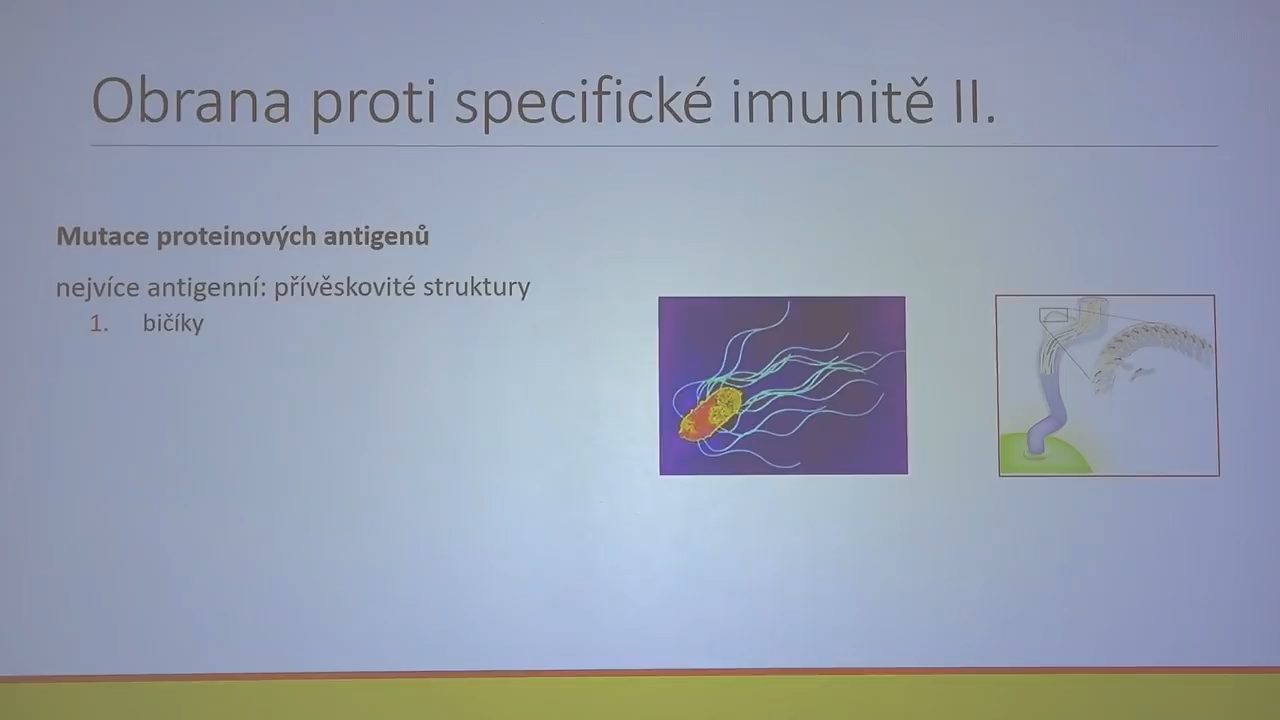 Obrana proti specifické imunitě II.
Mutace proteinových antigenů
nejvíce antigenní: přívěskovité struktury
1. bičíky